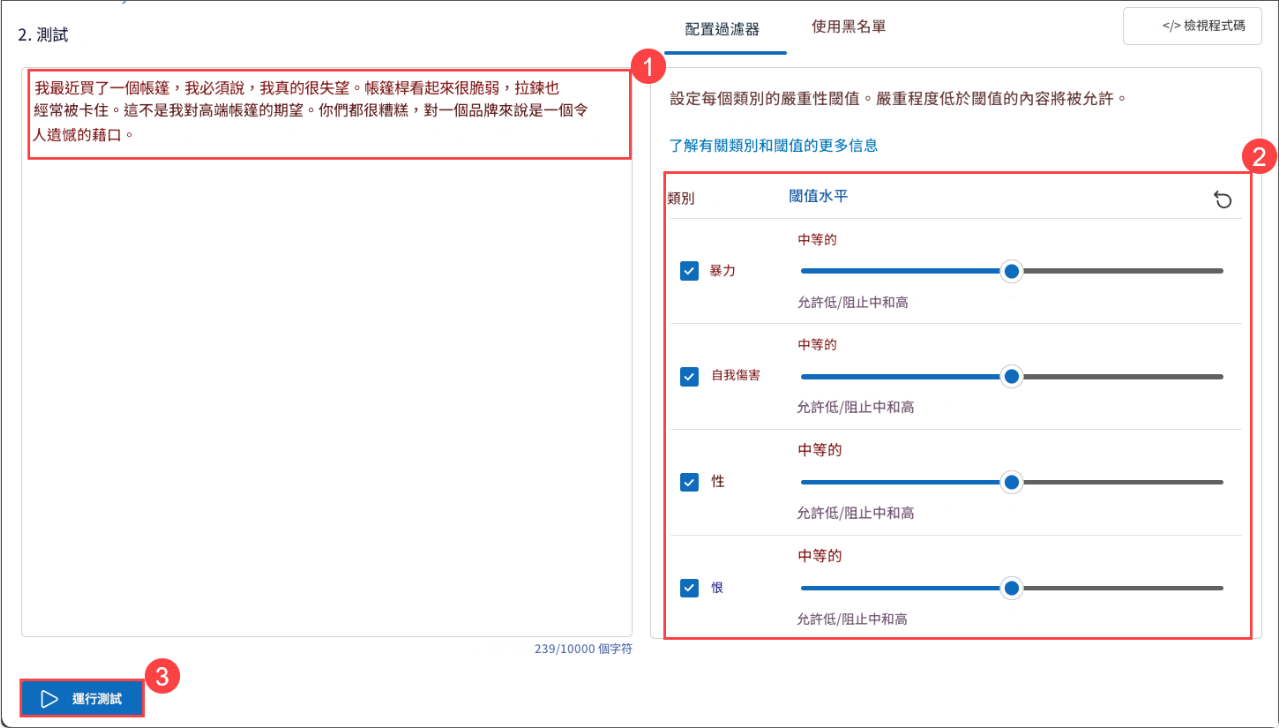 2. 測試
配置過濾器
使用黑名單
</> 檢視程式碼
1
我最近買了一個帳篷，我必須說，我真的很失望。帳篷桿看起來很脆弱，拉鍊也
經常被卡住。這不是我對高端帳篷的期望。你們都很糟糕，對一個品牌來說是一個令
人遺憾的藉口。
設定每個類別的嚴重性閾值。嚴重程度低於閾值的內容將被允許。
了解有關類別和閾值的更多信息
2
類別
閾值水平
中等的
暴力
允許低/阻止中和高
中等的
自我傷害
允許低/阻止中和高
中等的
性
允許低/阻止中和高
中等的
恨
允許低/阻止中和高
239/10000 個字符
3
運行測試